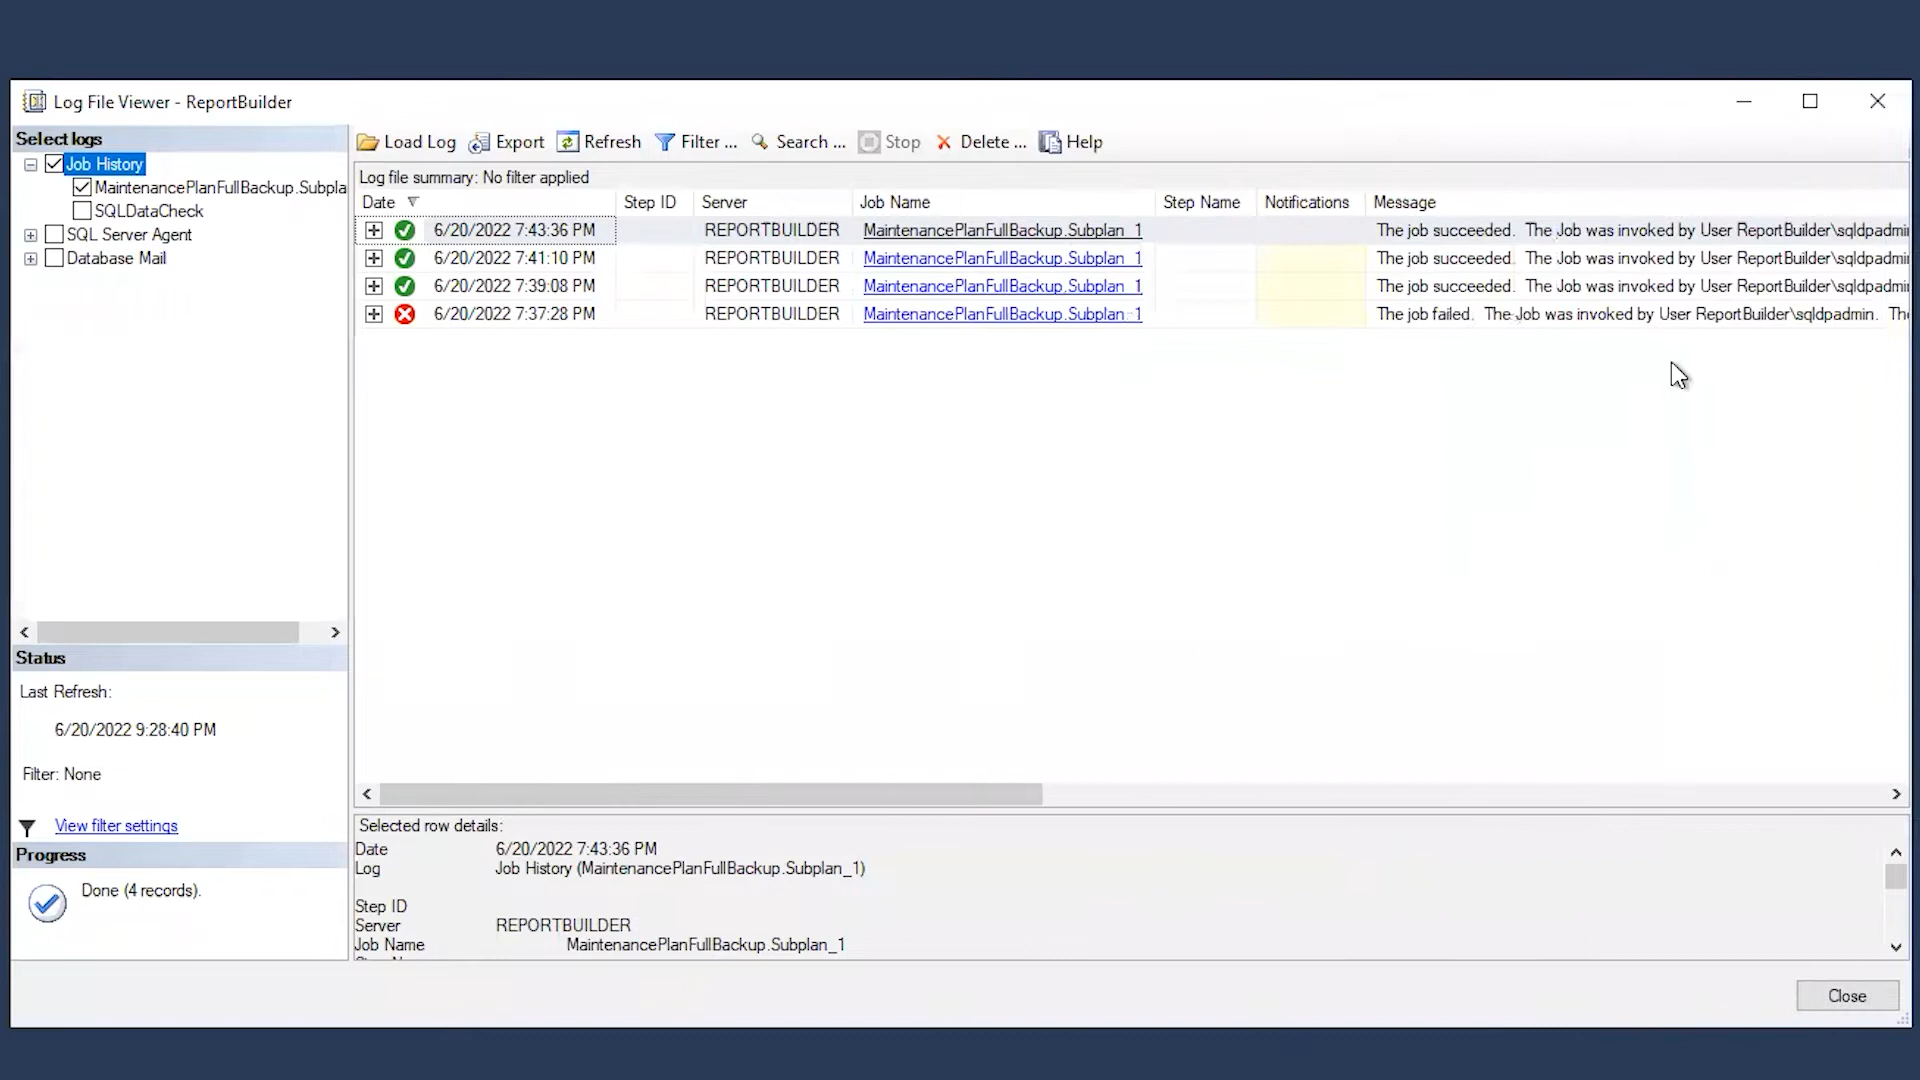 Log File Viewer - ReportBuilder
Select logs
Job History
MaintenancePlanFullBackup.Subpla
SQLDataCheck
SQL Server Agent
Database Mail
Load Log Export Refresh Filter ... Search ... Stop Delete ... Help
Log file summary: No filter applied
Date Step ID Server Job Name Step Name Notifications Message
6/20/2022 7:43:36 PM REPORTBUILDER MaintenancePlanFullBackup.Subplan_1 The job succeeded. The Job was invoked by User ReportBuilder\sqldpadmi
6/20/2022 7:41:10 PM REPORTBUILDER MaintenancePlanFullBackup.Subplan_1 The job succeeded. The Job was invoked by User ReportBuilder\sqldpadmi
6/20/2022 7:39:08 PM REPORTBUILDER MaintenancePlanFullBackup.Subplan_1 The job succeeded. The Job was invoked by User ReportBuilder\sqldpadmi
6/20/2022 7:37:28 PM REPORTBUILDER MaintenancePlanFullBackup.Subplan_1 The job failed. The Job was invoked by User ReportBuilder\sqldpadmin. The
Status
Last Refresh:
6/20/2022 9:28:40 PM
Filter: None
View filter settings
Progress
Done (4 records).
Selected row details:
Date 6/20/2022 7:43:36 PM
Log Job History (MaintenancePlanFullBackup.Subplan_1)
Step ID
Server REPORTBUILDER
Job Name MaintenancePlanFullBackup.Subplan_1
Close